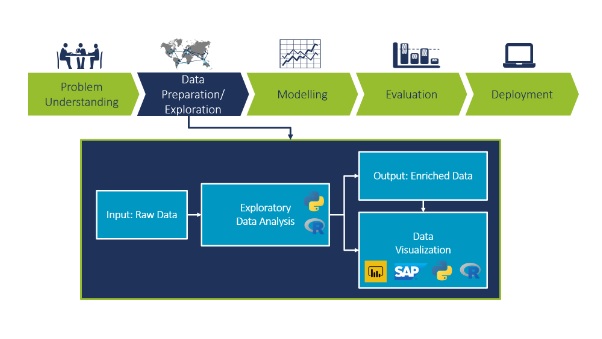 Problem
Understanding
Data
Preparation/
Exploration
Modelling
Evaluation
Deployment
Input: Raw Data
Exploratory
Data Analysis
R
Output: Enriched Data
Data
Visualization
SAP
R